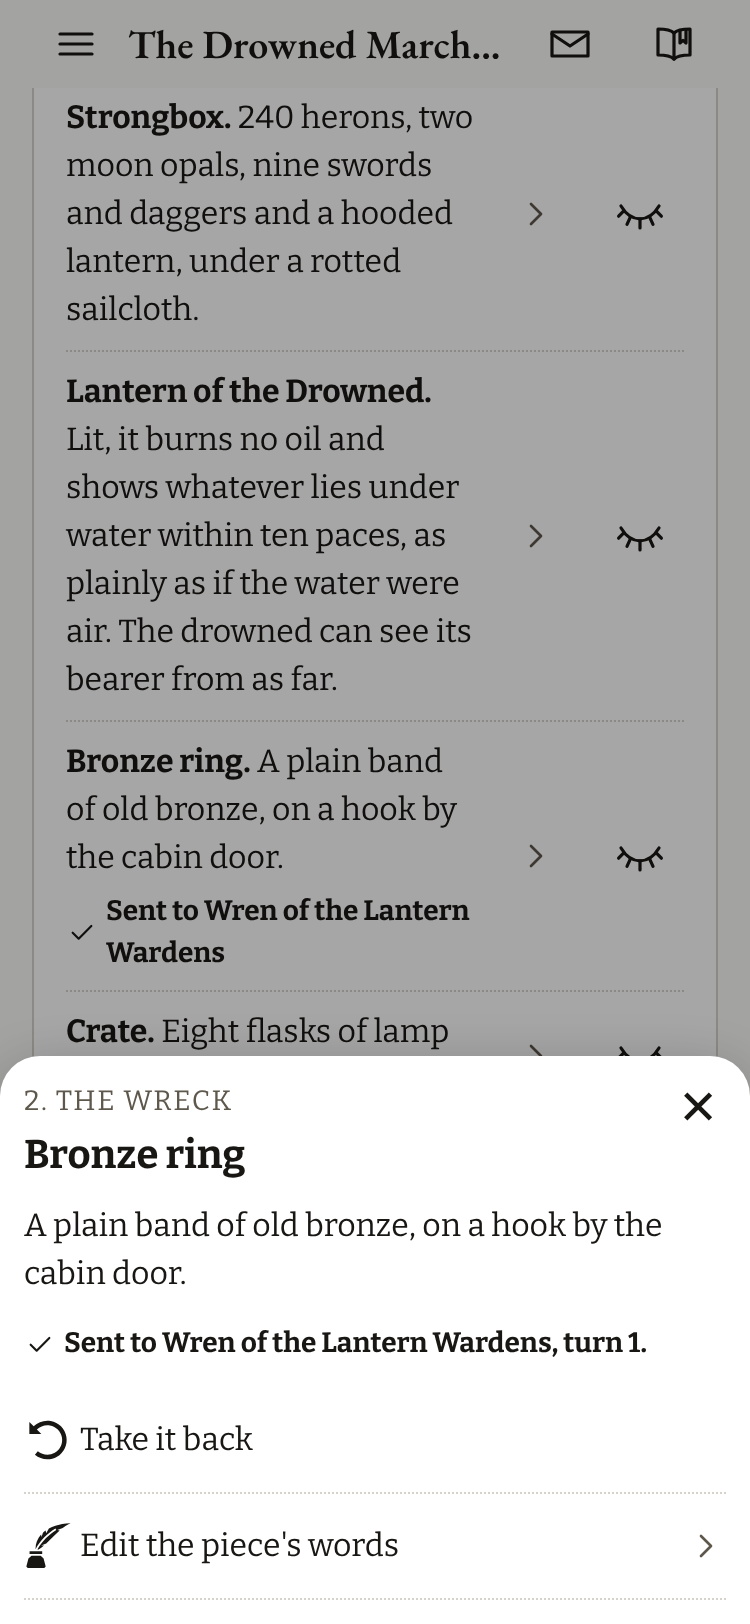 The Drowned March...
Strongbox. 240 herons, two
moon opals, nine swords
and daggers and a hooded
lantern, under a rotted
sailcloth.
Lantern of the Drowned.
Lit, it burns no oil and
shows whatever lies under
water within ten paces, as
plainly as if the water were
air. The drowned can see its
bearer from as far.
Bronze ring. A plain band
of old bronze, on a hook by
the cabin door.
Sent to Wren of the Lantern
Wardens
Crate. Eight flasks of lamp
2. THE WRECK
Bronze ring
A plain band of old bronze, on a hook by the
cabin door.
Sent to Wren of the Lantern Wardens, turn 1.
Take it back
Edit the piece's words